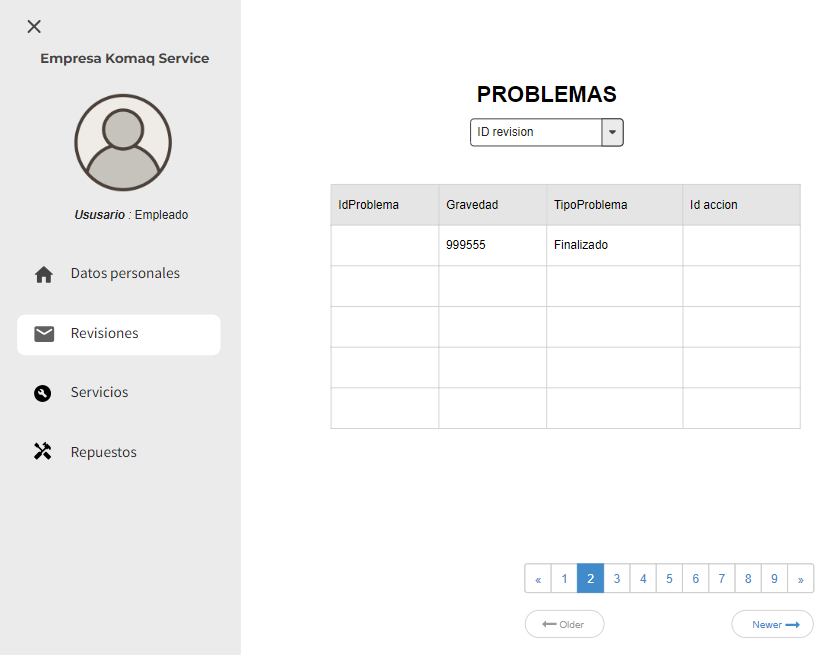 Empresa Komaq Service
Ususario : Empleado
Datos personales
Revisiones
Servicios
Repuestos
PROBLEMAS
ID revision
IdProblema Gravedad TipoProblema Id accion
999555 Finalizado
« 1 2 3 4 5 6 7 8 9 »
Older Newer